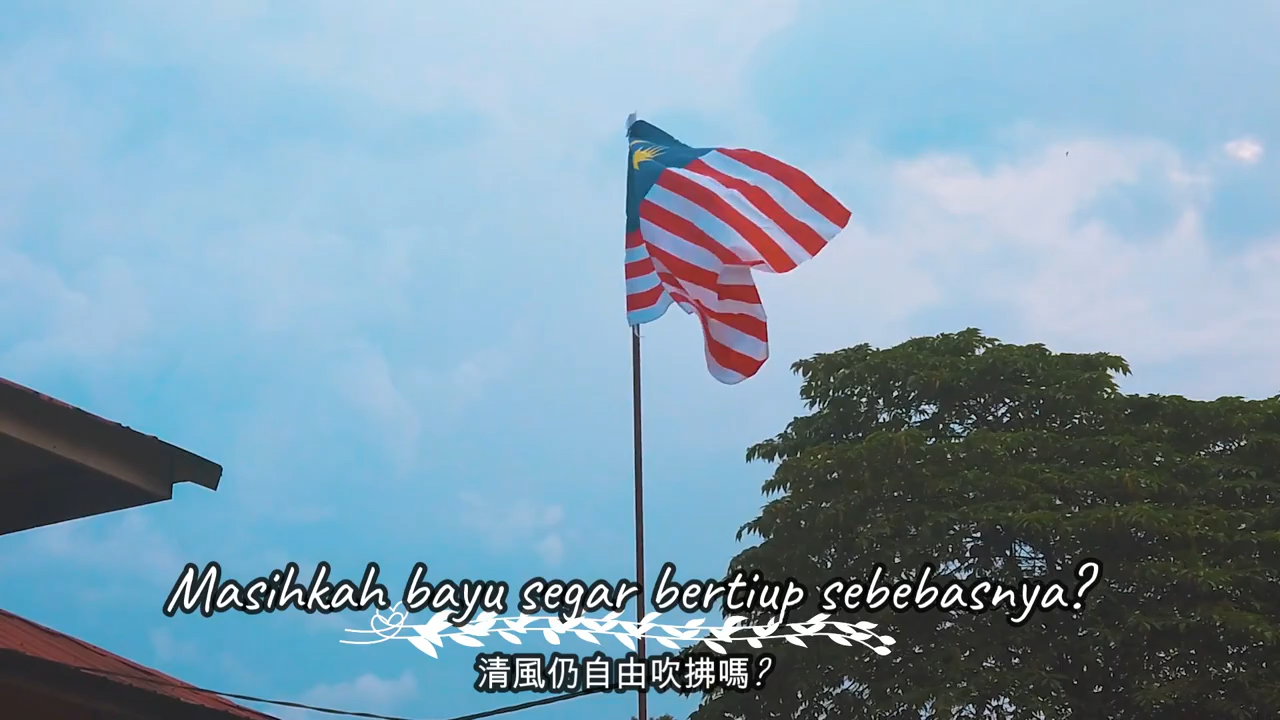 Masihkah bayu segar bertiup sebebasnya?
清風仍自由吹拂嗎?